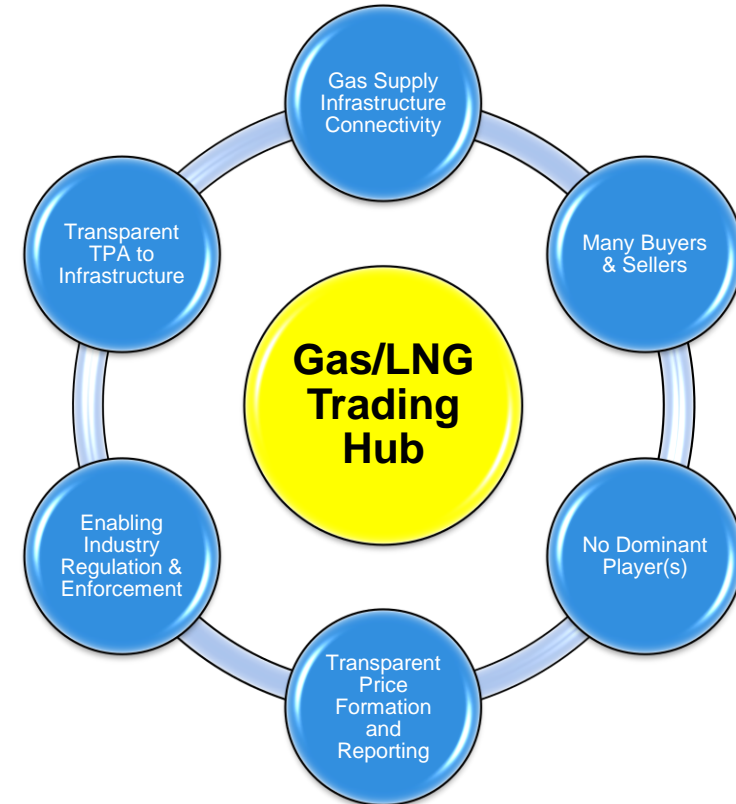 Gas Supply
Infrastructure
Connectivity
Many Buyers
& Sellers
No Dominant
Player(s)
Transparent
Price
Formation
and
Reporting
Enabling
Industry
Regulation &
Enforcement
Transparent
TPA to
Infrastructure
Gas/LNG
Trading
Hub